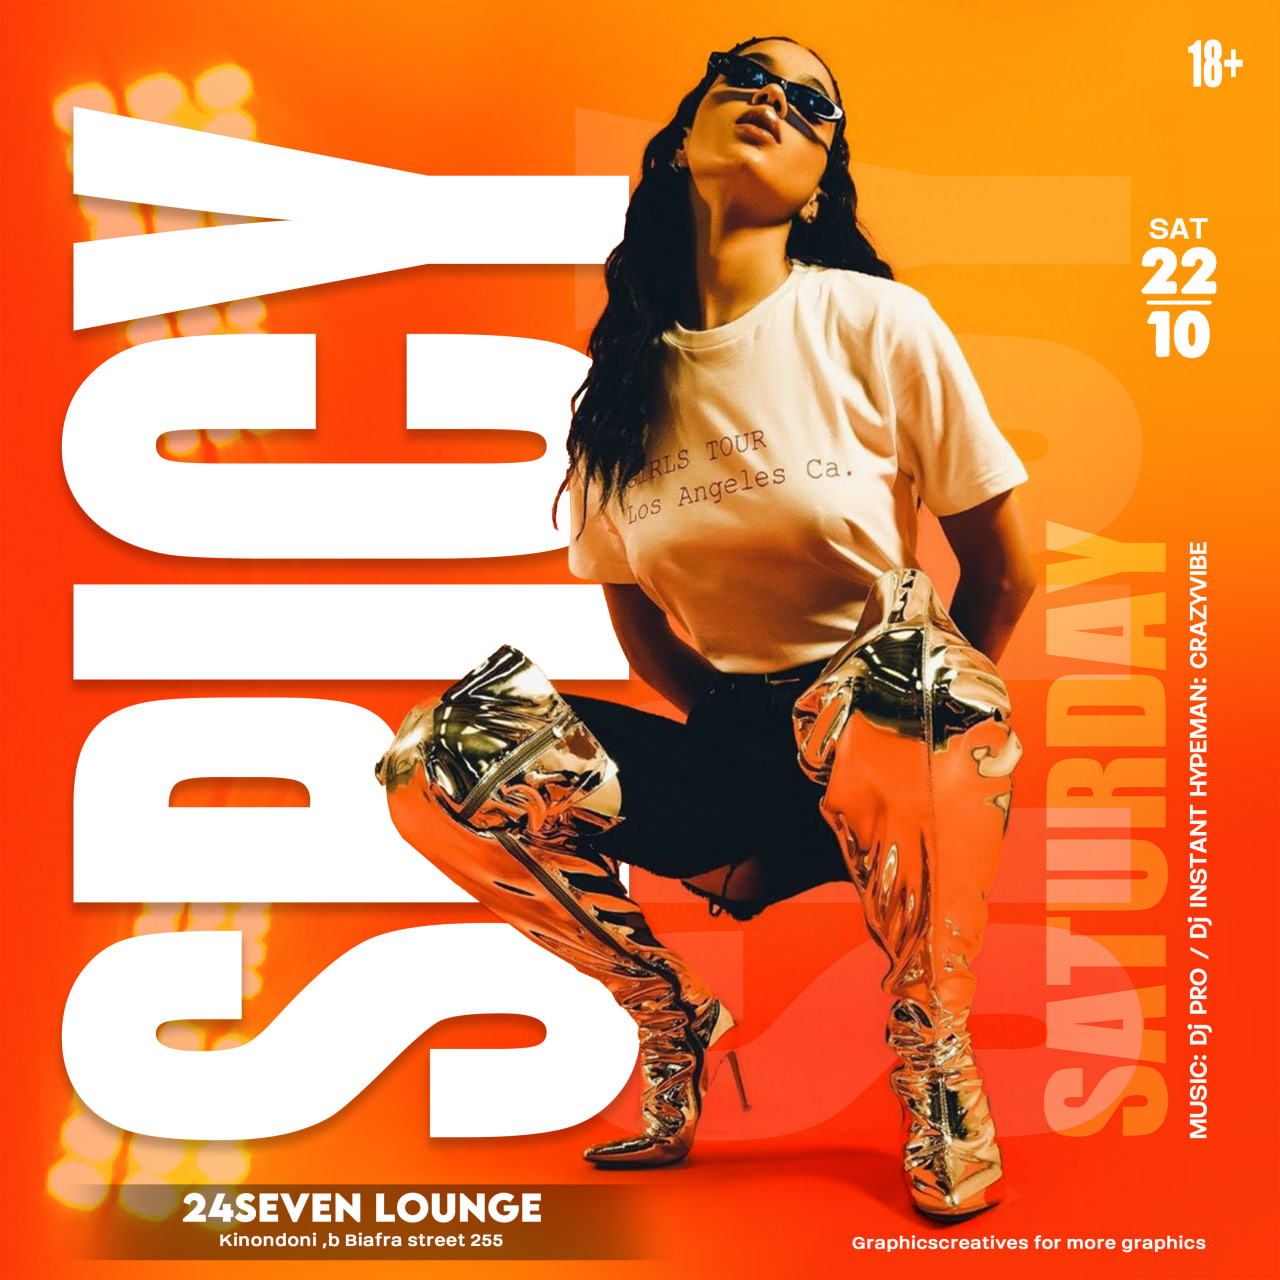 18+
SPICY
SAT
22
10
GIRLS TOUR
Los Angeles Ca.
SATURDAY
MUSIC: Dj PRO / Dj INSTANT HYPEMAN: CRAZYVIBE
24SEVEN LOUNGE
Kinondoni ,b Biafra street 255
Graphicscreatives for more graphics